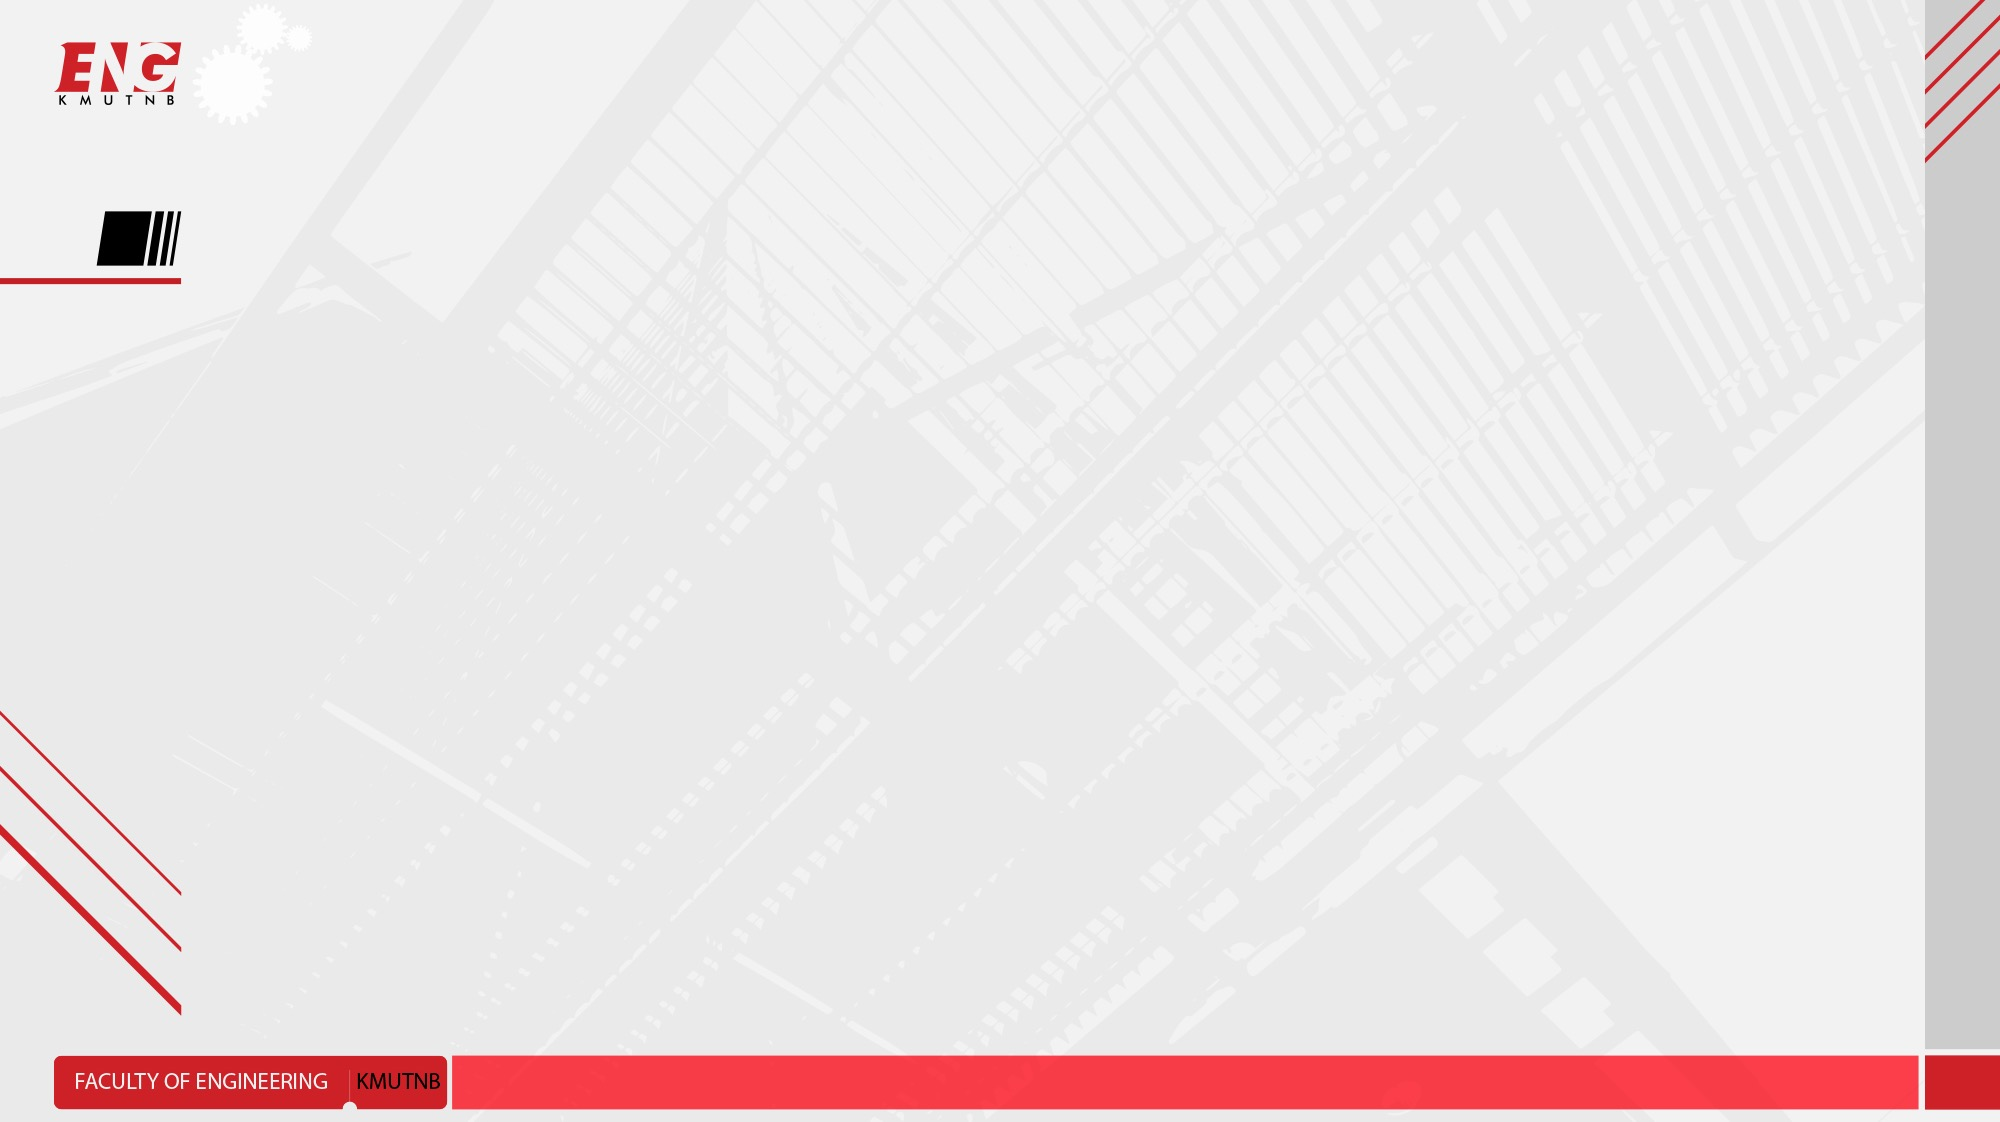 ENG
KMUTNB
FACULTY OF ENGINEERING KMUTNB